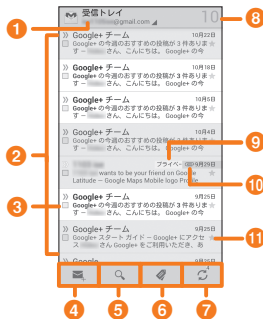 受信トレイ
@gmail.com
10
1
8
2
Google+ チーム 10月22日
Google+ の今週のおすすめの投稿が 3 件ありま
す - さん、こんにちは。 Google+ の今
Google+ チーム 10月18日
Google+ の今週のおすすめの投稿が 3 件ありま
す - さん、こんにちは。 Google+ の今
Google+ チーム 10月5日
Google+ の今週のおすすめの投稿が 3 件ありま
す - さん、こんにちは。 Google+ の今
Google+ チーム 10月4日
Google+ の今週のおすすめの投稿が 3 件ありま
す - さん、こんにちは。 Google+ の今
9
プライベ- 9月29日
wants to be your friend on Google
Latitude – Google Maps Mobile logo
10
3
Google+ チーム 9月25日
Google+ の今週のおすすめの投稿が 3 件ありま
す - さん、こんにちは。 Google+ の今
Google+ チーム 9月25日
Google+ スタート ガイド – Google+ にアクセ
ス さん Google+ をご利用いただき、あ
11
Google+ チーム 9月25日
4
5
6
7